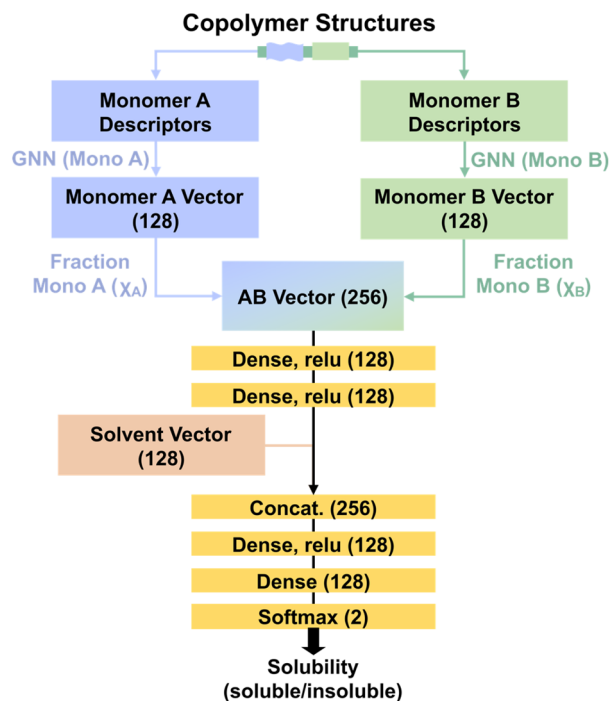 Copolymer Structures
Monomer A
Descriptors
Monomer B
Descriptors
GNN (Mono A)
GNN (Mono B)
Monomer A Vector
(128)
Monomer B Vector
(128)
Fraction
Mono A (χA)
Fraction
Mono B (χB)
AB Vector (256)
Dense, relu (128)
Dense, relu (128)
Solvent Vector
(128)
Concat. (256)
Dense, relu (128)
Dense (128)
Softmax (2)
Solubility
(soluble/insoluble)